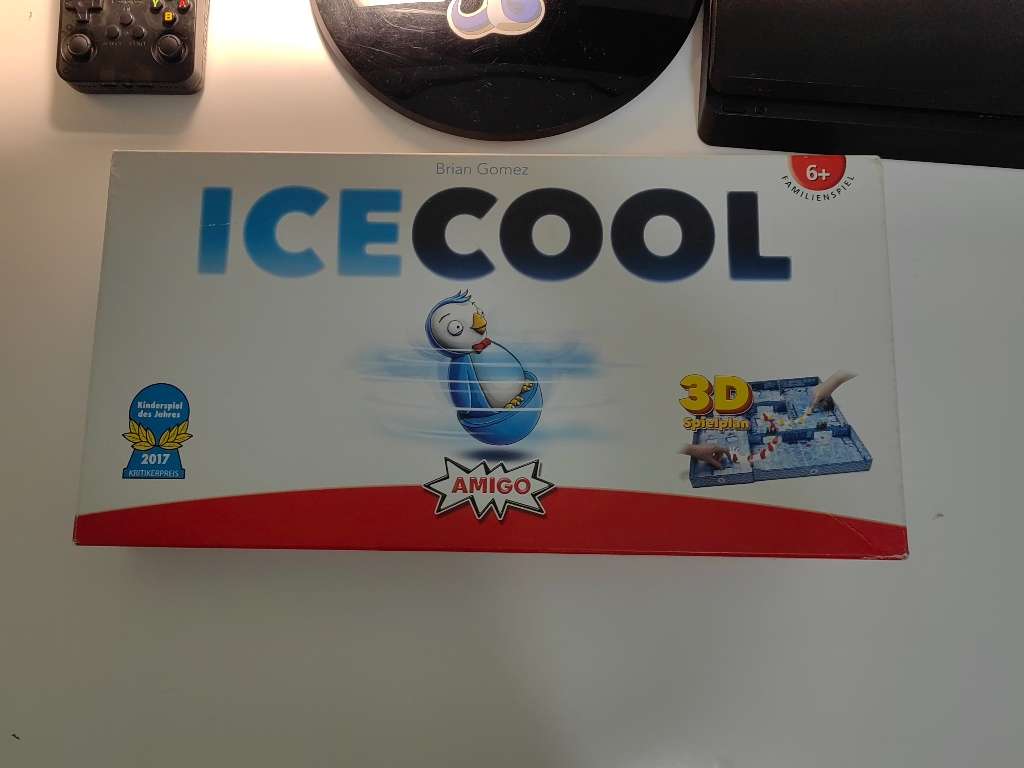 Y
A
B
Brian Gomez
ICECOOL
6+
FAMILIENSPIEL
3D
Spielplan
Kinderspiel
des Jahres
2017
KRITIKERPREIS
AMIGO